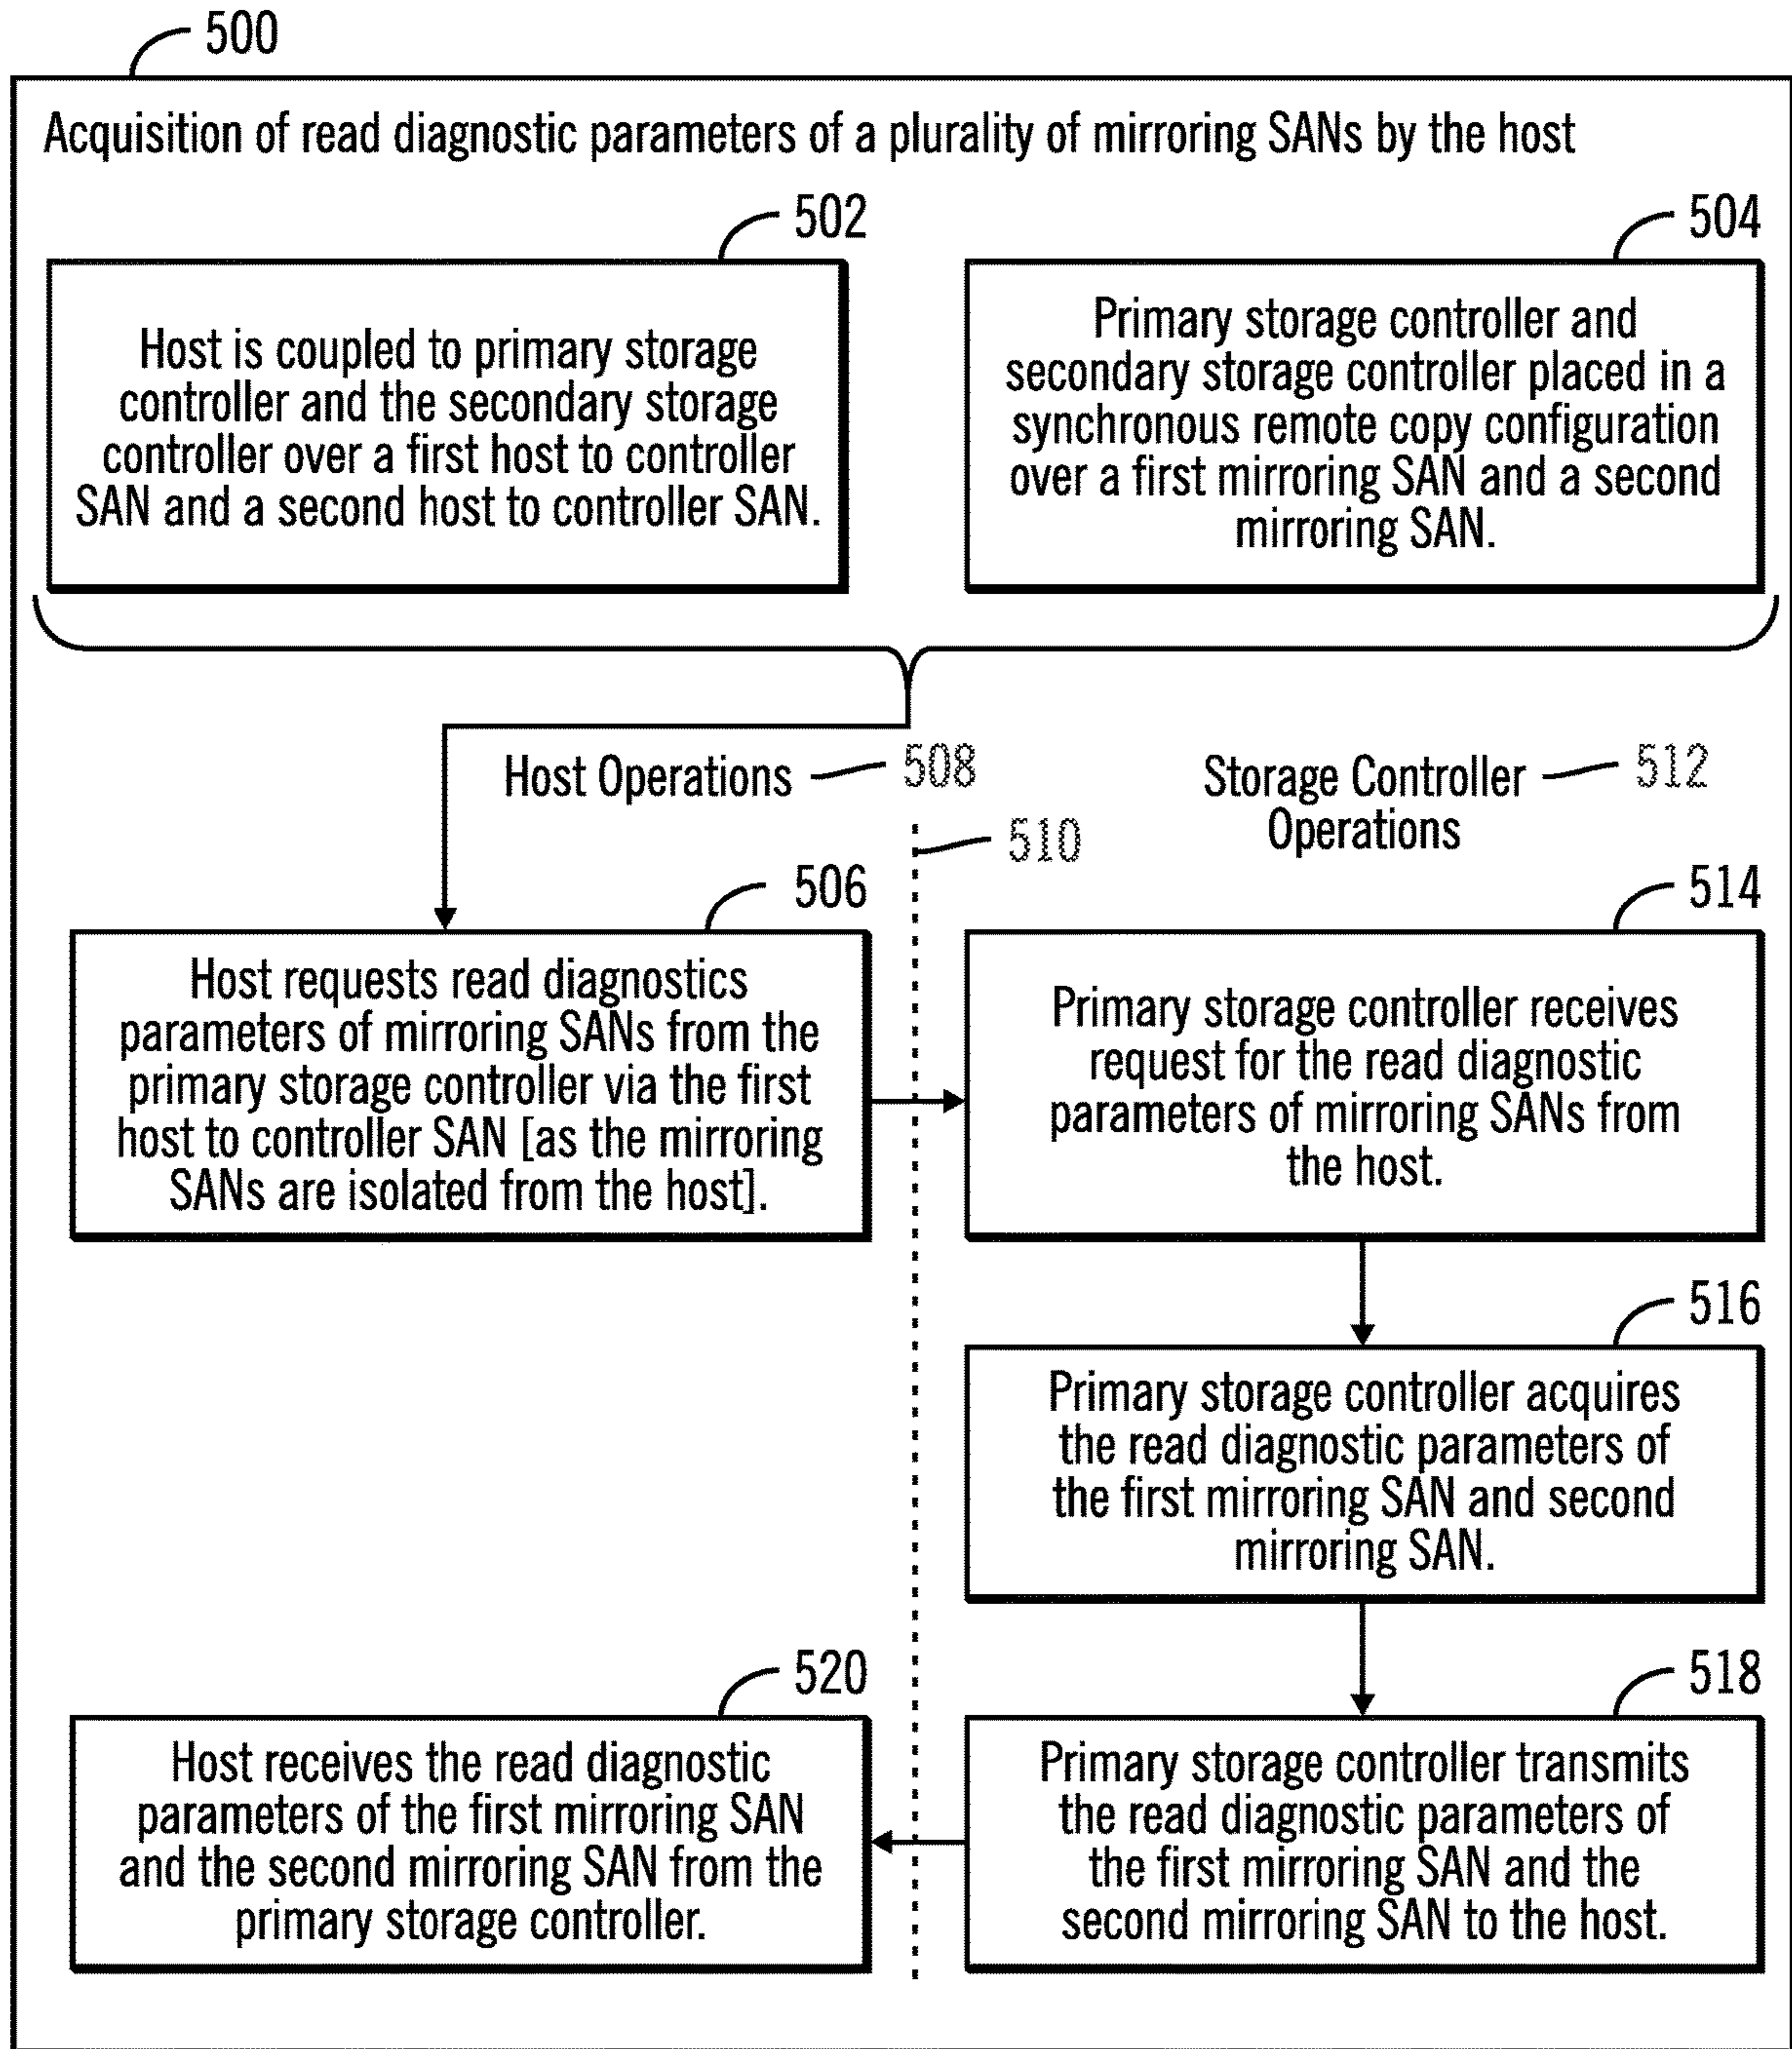 500
Acquisition of read diagnostic parameters of a plurality of mirroring SANs by the host
502
Host is coupled to primary storage
controller and the secondary storage
controller over a first host to controller
SAN and a second host to controller SAN.
504
Primary storage controller and
secondary storage controller placed in a
synchronous remote copy configuration
over a first mirroring SAN and a second
mirroring SAN.
Host Operations 508
510
Storage Controller 512
Operations
506
Host requests read diagnostics
parameters of mirroring SANs from the
primary storage controller via the first
host to controller SAN [as the mirroring
SANs are isolated from the host].
514
Primary storage controller receives
request for the read diagnostic
parameters of mirroring SANs from
the host.
516
Primary storage controller acquires
the read diagnostic parameters of
the first mirroring SAN and second
mirroring SAN.
518
Primary storage controller transmits
the read diagnostic parameters of
the first mirroring SAN and the
second mirroring SAN to the host.
520
Host receives the read diagnostic
parameters of the first mirroring SAN
and the second mirroring SAN from the
primary storage controller.